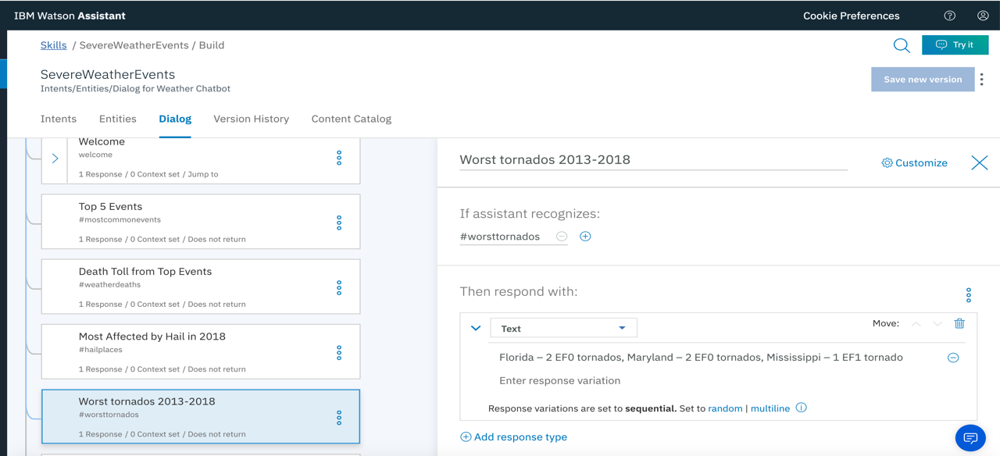 IBM Watson Assistant
Cookie Preferences
Skills / SevereWeatherEvents / Build
Try it
SevereWeatherEvents
Intents/Entities/Dialog for Weather Chatbot
Save new version
Intents Entities Dialog Version History Content Catalog
Welcome
welcome
1 Response / 0 Context set / Jump to
Top 5 Events
#mostcommonevents
1 Response / 0 Context set / Does not return
Death Toll from Top Events
#weatherdeaths
1 Response / 0 Context set / Does not return
Most Affected by Hail in 2018
#hailplaces
1 Response / 0 Context set / Does not return
Worst tornados 2013-2018
#worsttornados
1 Response / 0 Context set / Does not return
Worst tornados 2013-2018
Customize
If assistant recognizes:
#worsttornados
Then respond with:
Text
Move:
Florida – 2 EF0 tornados, Maryland – 2 EF0 tornados, Mississippi – 1 EF1 tornado
Enter response variation
Response variations are set to sequential. Set to random | multiline
Add response type